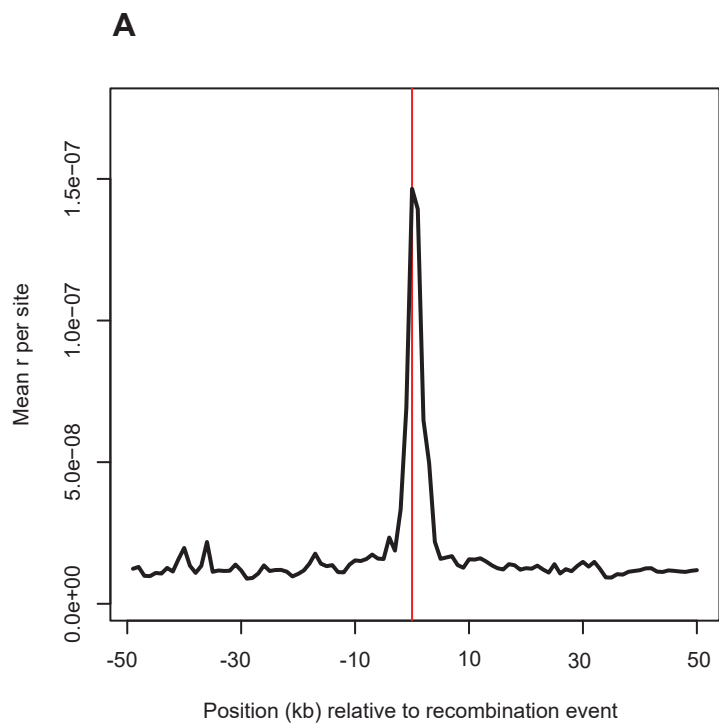 A
Mean r per site
1.5e−07
1.0e−07
5.0e−08
0.0e+00
-50 -30 -10 10 30 50
Position (kb) relative to recombination event